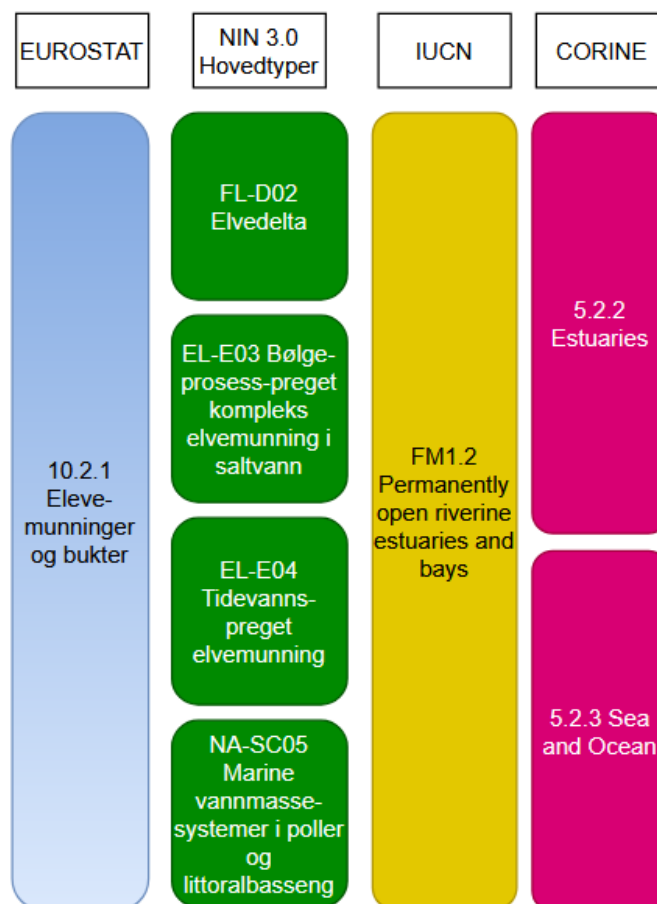 EUROSTAT
NIN 3.0
Hovedtyper
IUCN
CORINE
10.2.1
Eleve-
munninger
og bukter
FL-D02
Elvedelta
EL-E03 Bølge-
prosess-preget
kompleks
elvemunning i
saltvann
EL-E04
Tidevanns-
preget
elvemunning
NA-SC05
Marine
vannmasse-
systemer i poller
og
littoralbasseng
FM1.2
Permanently
open riverine
estuaries and
bays
5.2.2
Estuaries
5.2.3 Sea
and Ocean